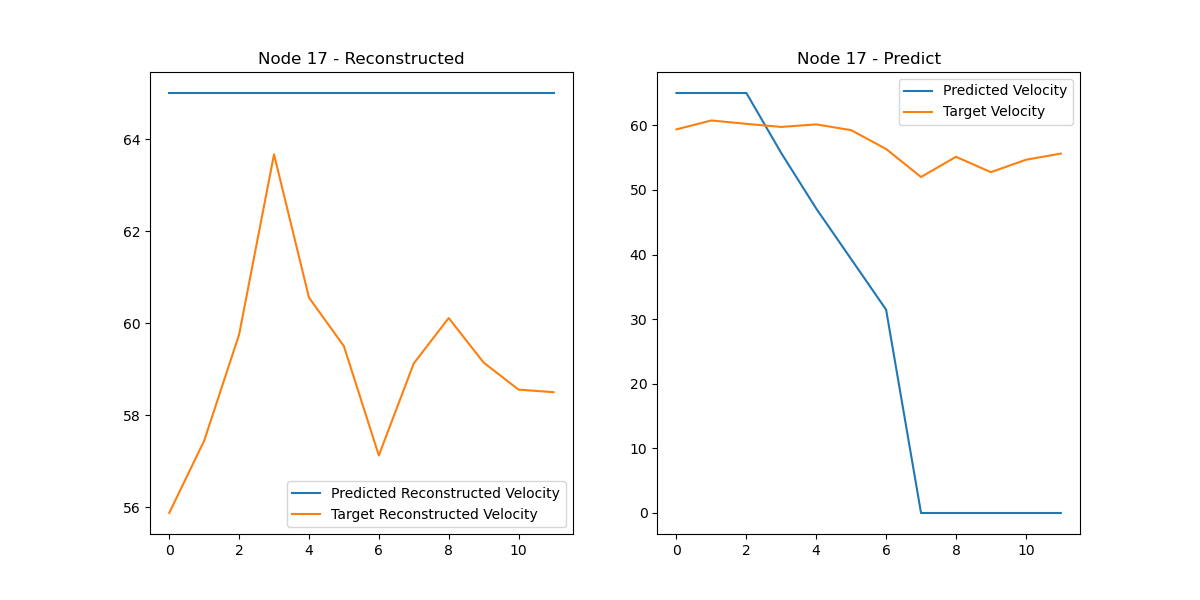 Node 17 - Reconstructed
64
62
60
58
56
0 2 4 6 8 10
Predicted Reconstructed Velocity
Target Reconstructed Velocity
Node 17 - Predict
60
50
40
30
20
10
0
0 2 4 6 8 10
Predicted Velocity
Target Velocity